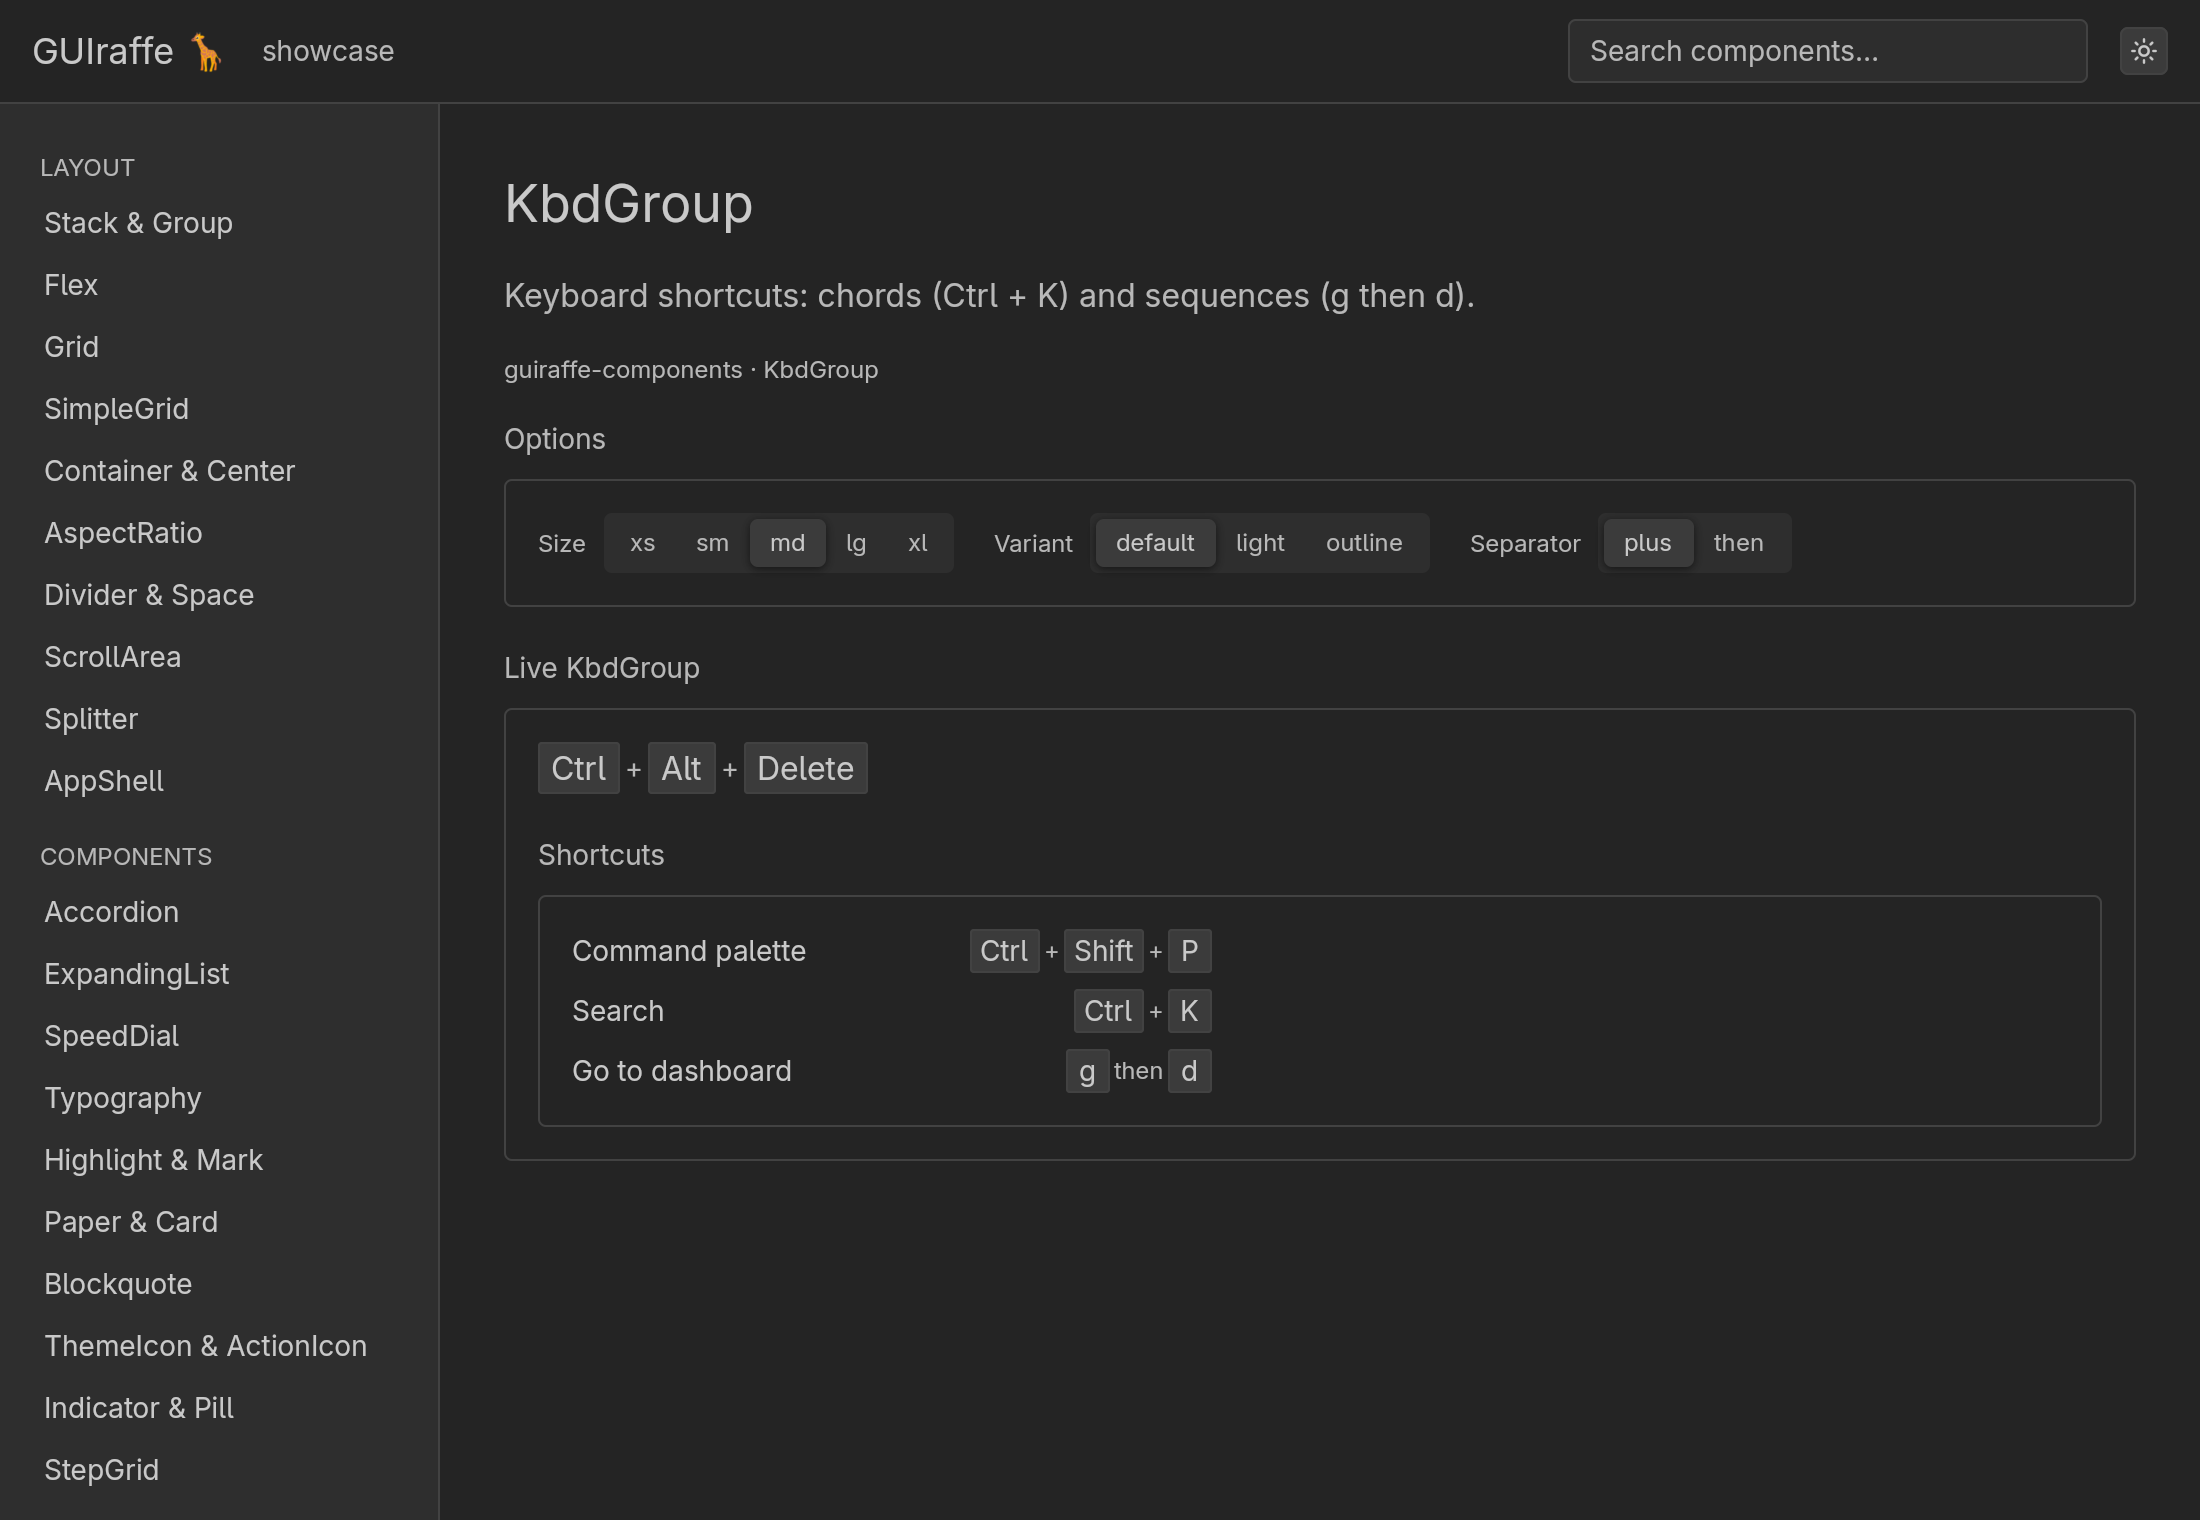 GUIraffe 🦒 showcase Search components...
LAYOUT
Stack & Group
Flex
Grid
SimpleGrid
Container & Center
AspectRatio
Divider & Space
ScrollArea
Splitter
AppShell
COMPONENTS
Accordion
ExpandingList
SpeedDial
Typography
Highlight & Mark
Paper & Card
Blockquote
ThemeIcon & ActionIcon
Indicator & Pill
StepGrid
KbdGroup
Keyboard shortcuts: chords (Ctrl + K) and sequences (g then d).
guiraffe-components · KbdGroup
Options
Size xs sm md lg xl Variant default light outline Separator plus then
Live KbdGroup
Ctrl + Alt + Delete
Shortcuts
Command palette Ctrl + Shift + P
Search Ctrl + K
Go to dashboard g then d